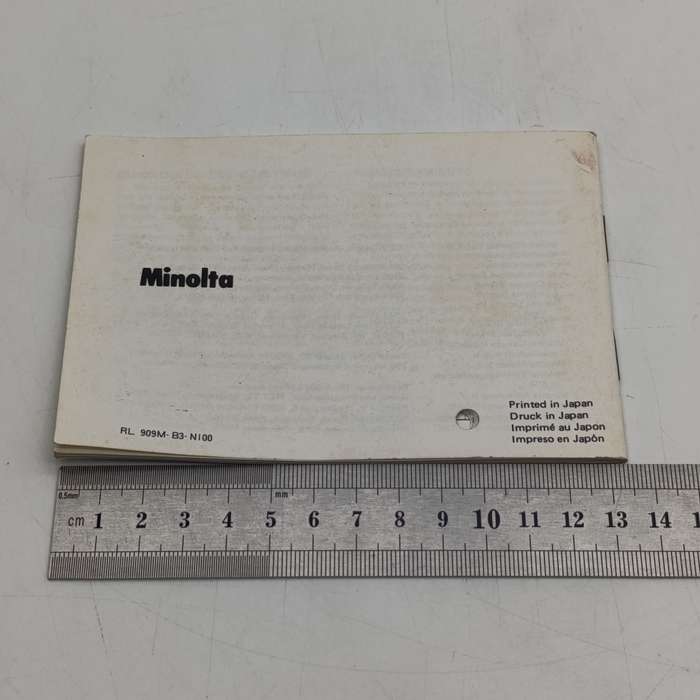 Minolta
Printed in Japan
Druck in Japan
Imprimé au Japon
Impreso en Japón
RL 909M-B3-N100
0.5mm
mm
cm 1 2 3 4 5 6 7 8 9 10 11 12 13 14